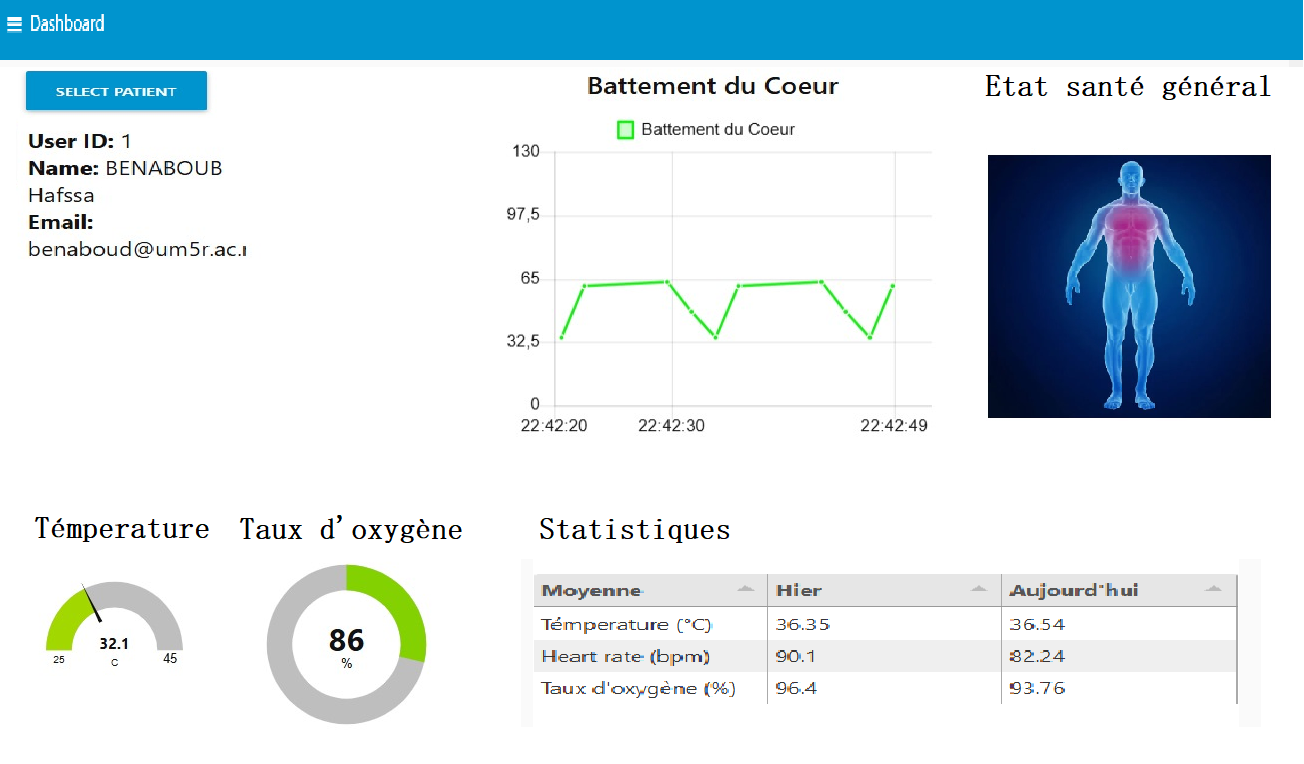 Dashboard
SELECT PATIENT
User ID: 1
Name: BENABOUB
Hafssa
Email:
benaboud@um5r.ac.r
Battement du Coeur
Battement du Coeur
130
97,5
65
32,5
0
22:42:20 22:42:30 22:42:49
Etat santé général
Témperature
32.1
25 C 45
Taux d'oxygène
86
%
Statistiques
Moyenne Hier Aujourd'hui
Témperature (°C) 36.35 36.54
Heart rate (bpm) 90.1 82.24
Taux d'oxygène (%) 96.4 93.76